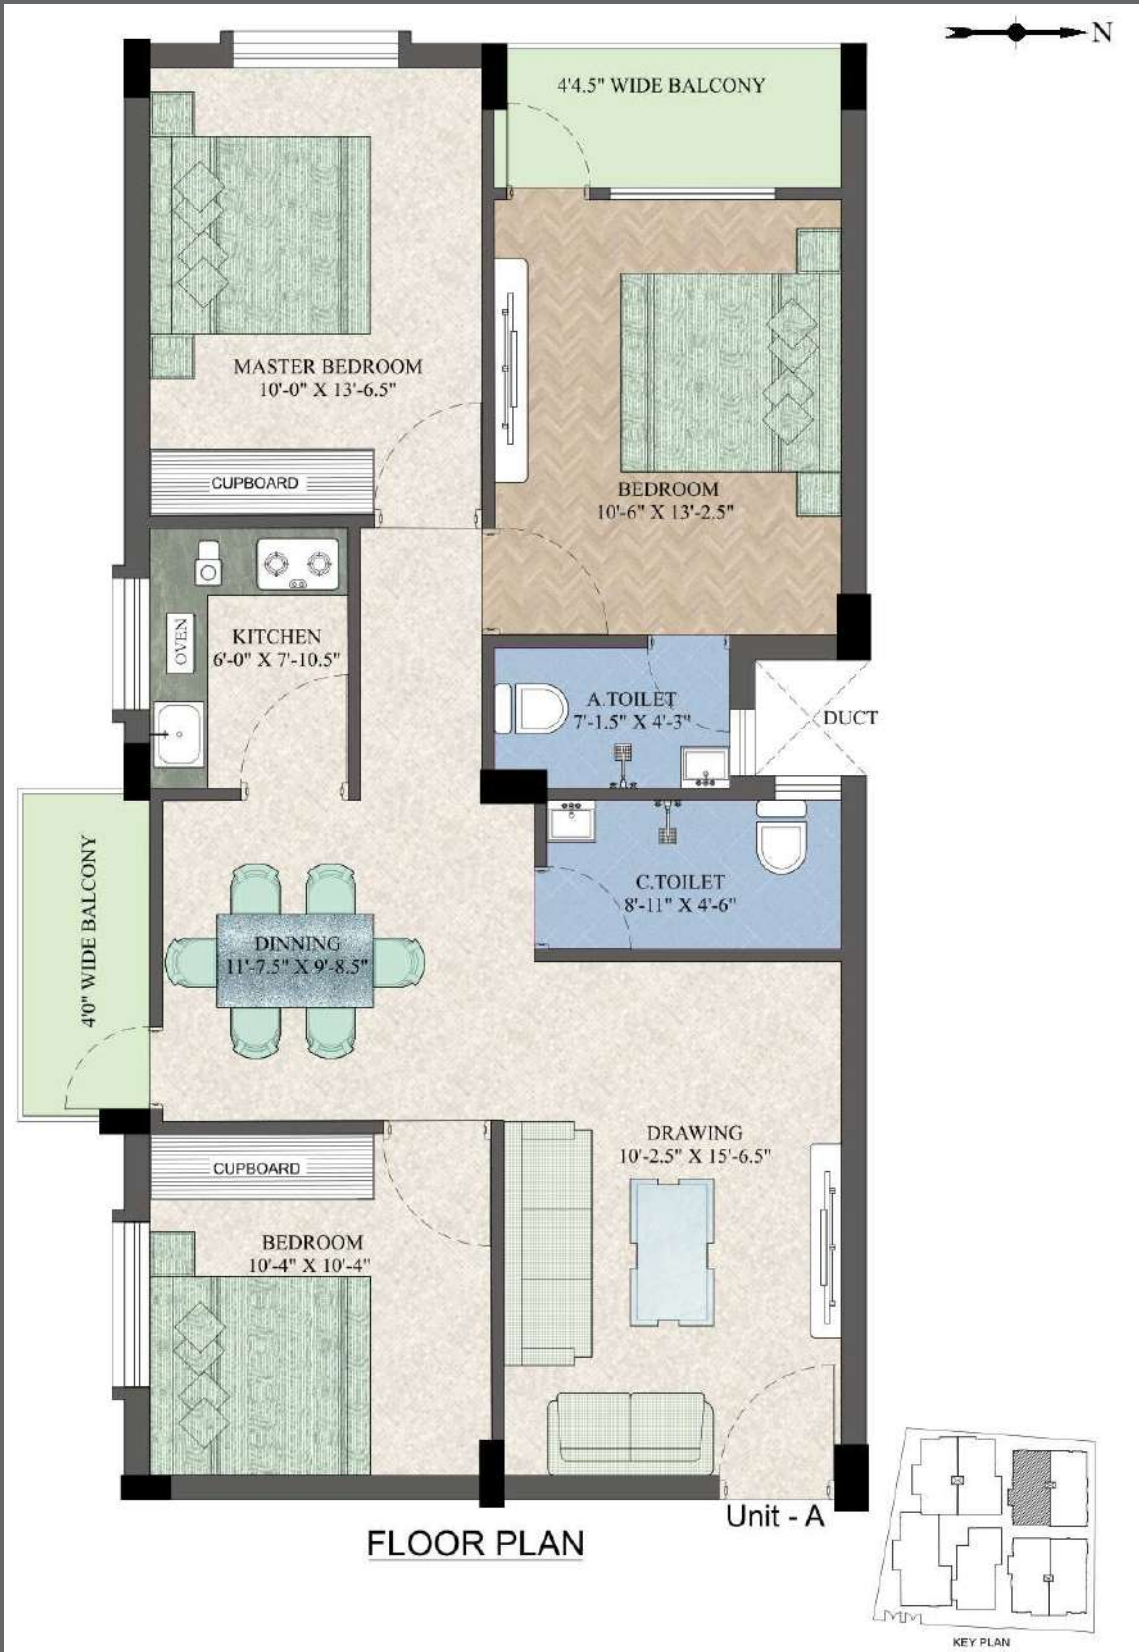 N
4'4.5" WIDE BALCONY
MASTER BEDROOM
10'-0" X 13'-6.5"
CUPBOARD
BEDROOM
10'-6" X 13'-2.5"
OVEN
KITCHEN
6'-0" X 7'-10.5"
A.TOILET
7'-1.5" X 4'-3"
DUCT
4'0" WIDE BALCONY
C.TOILET
8'-11" X 4'-6"
DINNING
11'-7.5" X 9'-8.5"
DRAWING
10'-2.5" X 15'-6.5"
CUPBOARD
BEDROOM
10'-4" X 10'-4"
Unit - A
FLOOR PLAN
KEY PLAN